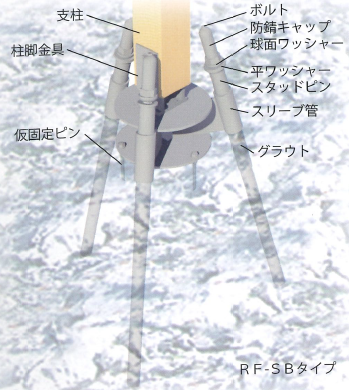 支柱
柱脚金具
仮固定ピン
ボルト
防錆キャップ
球面ワッシャー
平ワッシャー
スタッドピン
スリーブ管
グラウト
RF-SBタイプ